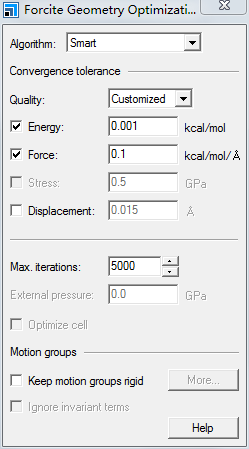 Forcite Geometry Optimizatio...
Algorithm: Smart
Convergence tolerance
Quality: Customized
Energy: 0.001 kcal/mol
Force: 0.1 kcal/mol/Å
Stress: 0.5 GPa
Displacement: 0.015 Å
Max. iterations: 5000
External pressure: 0.0 GPa
Optimize cell
Motion groups
Keep motion groups rigid More...
Ignore invariant terms
Help